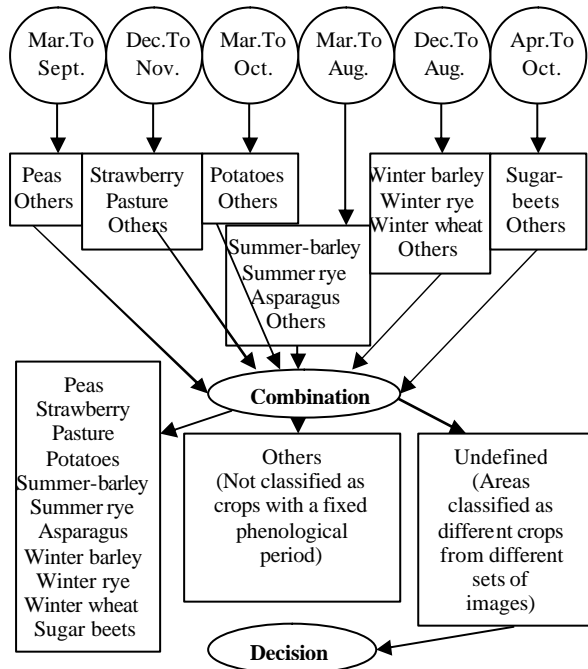 Mar.To
Sept.
Dec.To
Nov.
Mar.To
Oct.
Mar.To
Aug.
Dec.To
Aug.
Apr.To
Oct.
Peas
Others
Strawberry
Pasture
Others
Potatoes
Others
Summer-barley
Summer rye
Asparagus
Others
Winter barley
Winter rye
Winter wheat
Others
Sugar-
beets
Others
Combination
Peas
Strawberry
Pasture
Potatoes
Summer-barley
Summer rye
Asparagus
Winter barley
Winter rye
Winter wheat
Sugar beets
Others
(Not classified as
crops with a fixed
phenological
period)
Undefined
(Areas
classified as
different crops
from different
sets of
images)
Decision